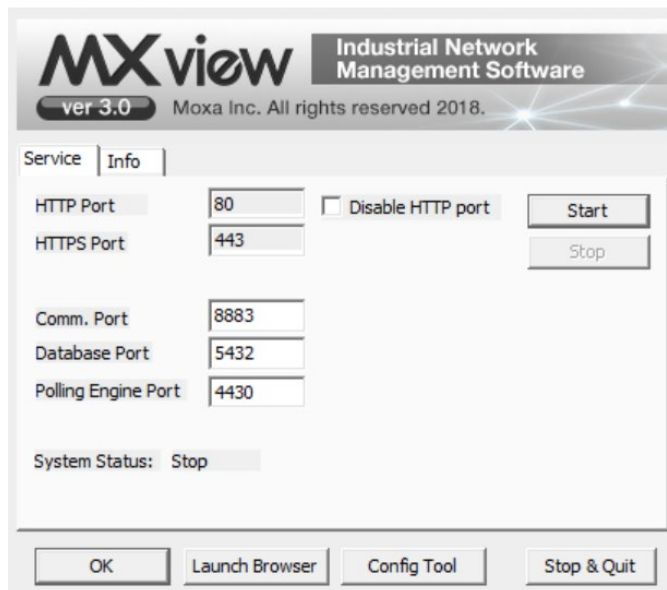 MXview Industrial Network
Management Software
ver 3.0 Moxa Inc. All rights reserved 2018.
Service Info
HTTP Port 80 Disable HTTP port Start
HTTPS Port 443 Stop
Comm. Port 8883
Database Port 5432
Polling Engine Port 4430
System Status: Stop
OK Launch Browser Config Tool Stop & Quit